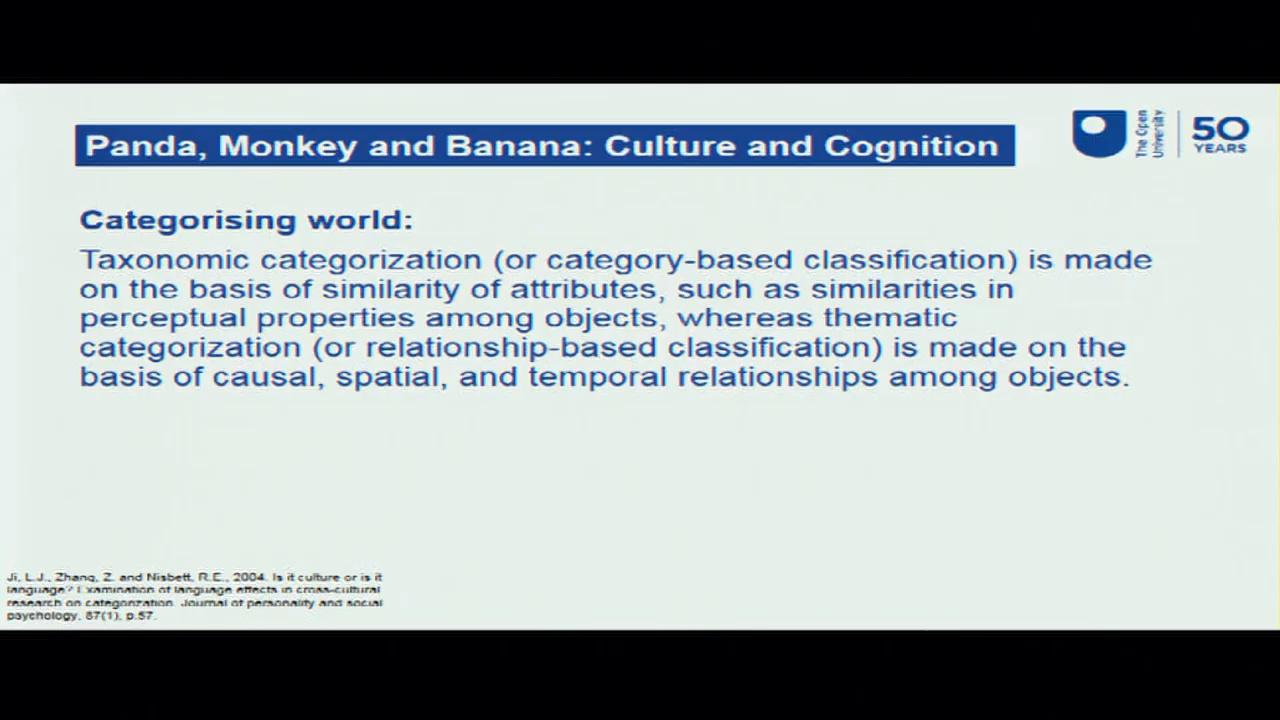 Panda, Monkey and Banana: Culture and Cognition
The Open
University
50
YEARS
Categorising world:
Taxonomic categorization (or category-based classification) is made
on the basis of similarity of attributes, such as similarities in
perceptual properties among objects, whereas thematic
categorization (or relationship-based classification) is made on the
basis of causal, spatial, and temporal relationships among objects.
Ji, L.J., Zhang, Z. and Nisbett, R.E., 2004. Is it culture or is it
language? Examination of language effects in cross-cultural
research on categorization. Journal of personality and social
psychology, 87(1), p.57.